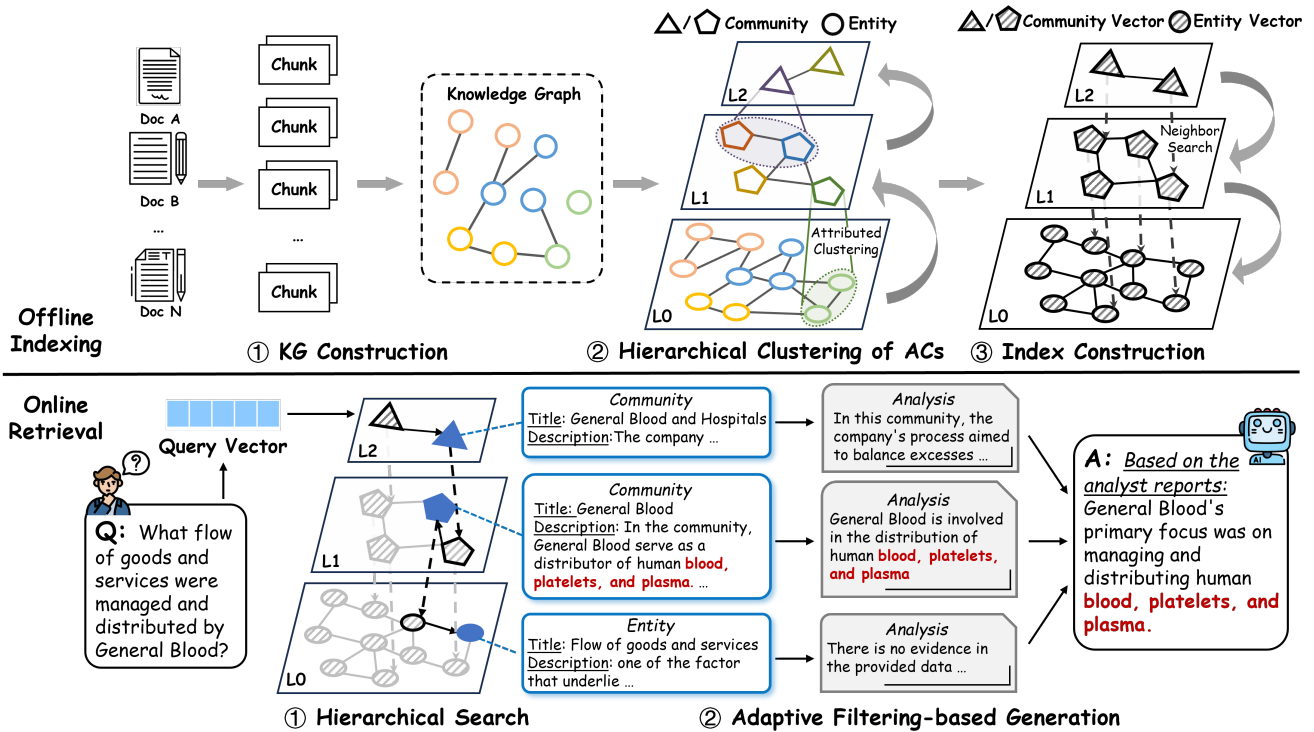 Community
Entity
Community Vector
Entity Vector
Doc A
Doc B
...
Doc N
Chunk
Chunk
Chunk
...
Chunk
Knowledge Graph
L2
L1
Attributed
Clustering
L0
L2
Neighbor
Search
L1
L0
Offline
Indexing
① KG Construction
② Hierarchical Clustering of ACs
③ Index Construction
Online
Retrieval
Query Vector
?
Q: What flow
of goods and
services were
managed and
distributed by
General Blood?
L2
L1
L0
Community
Title: General Blood and Hospitals
Description:The company ...
Community
Title: General Blood
Description: In the community,
General Blood serve as a
distributor of human blood,
platelets, and plasma. ...
Entity
Title: Flow of goods and services
Description: one of the factor
that underlie ...
Analysis
In this community, the
company's process aimed
to balance excesses ...
Analysis
General Blood is involved
in the distribution of
human blood, platelets,
and plasma
Analysis
There is no evidence in
the provided data ...
AI
A: Based on the
analyst reports:
General Blood's
primary focus was on
managing and
distributing human
blood, platelets, and
plasma.
① Hierarchical Search
② Adaptive Filtering-based Generation